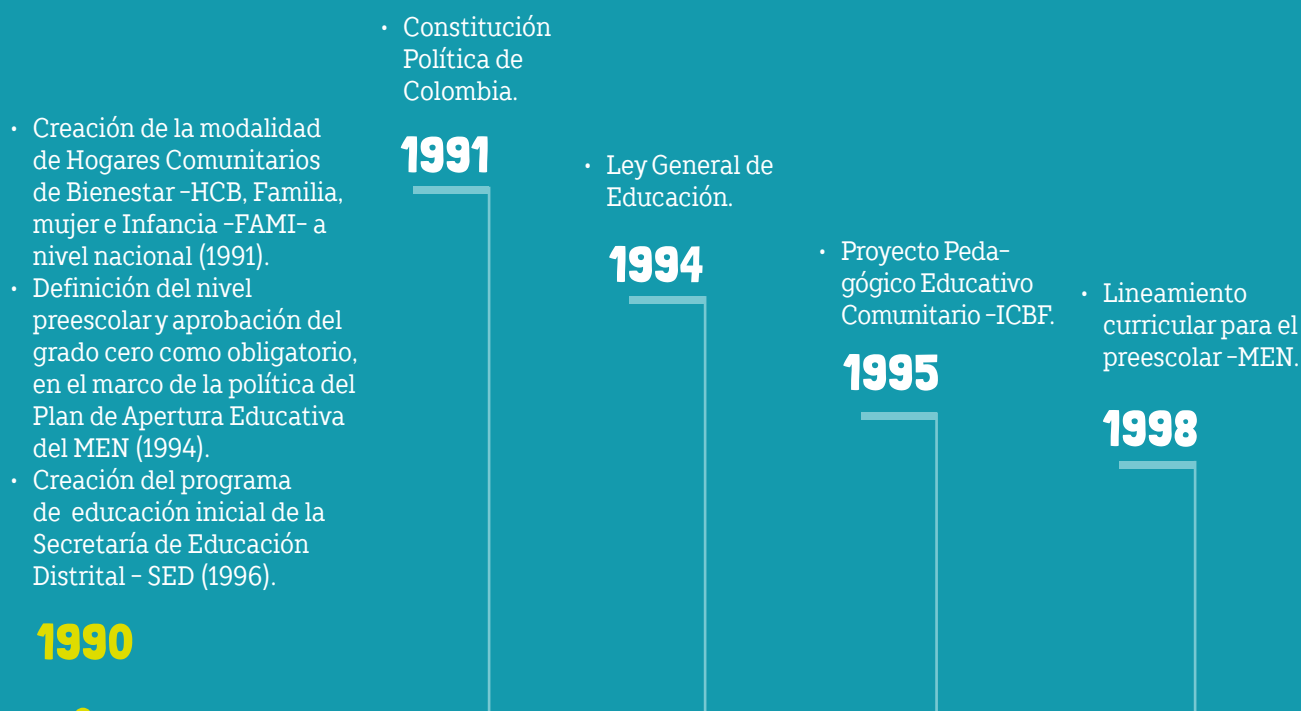 · Creación de la modalidad
de Hogares Comunitarios
de Bienestar -HCB, Familia,
mujer e Infancia -FAMI- a
nivel nacional (1991).
· Definición del nivel
preescolar y aprobación del
grado cero como obligatorio,
en el marco de la política del
Plan de Apertura Educativa
del MEN (1994).
· Creación del programa
de educación inicial de la
Secretaría de Educación
Distrital - SED (1996).
1990
· Constitución
Política de
Colombia.
1991
· Ley General de
Educación.
1994
· Proyecto Peda-
gógico Educativo
Comunitario -ICBF.
1995
· Lineamiento
curricular para el
preescolar -MEN.
1998